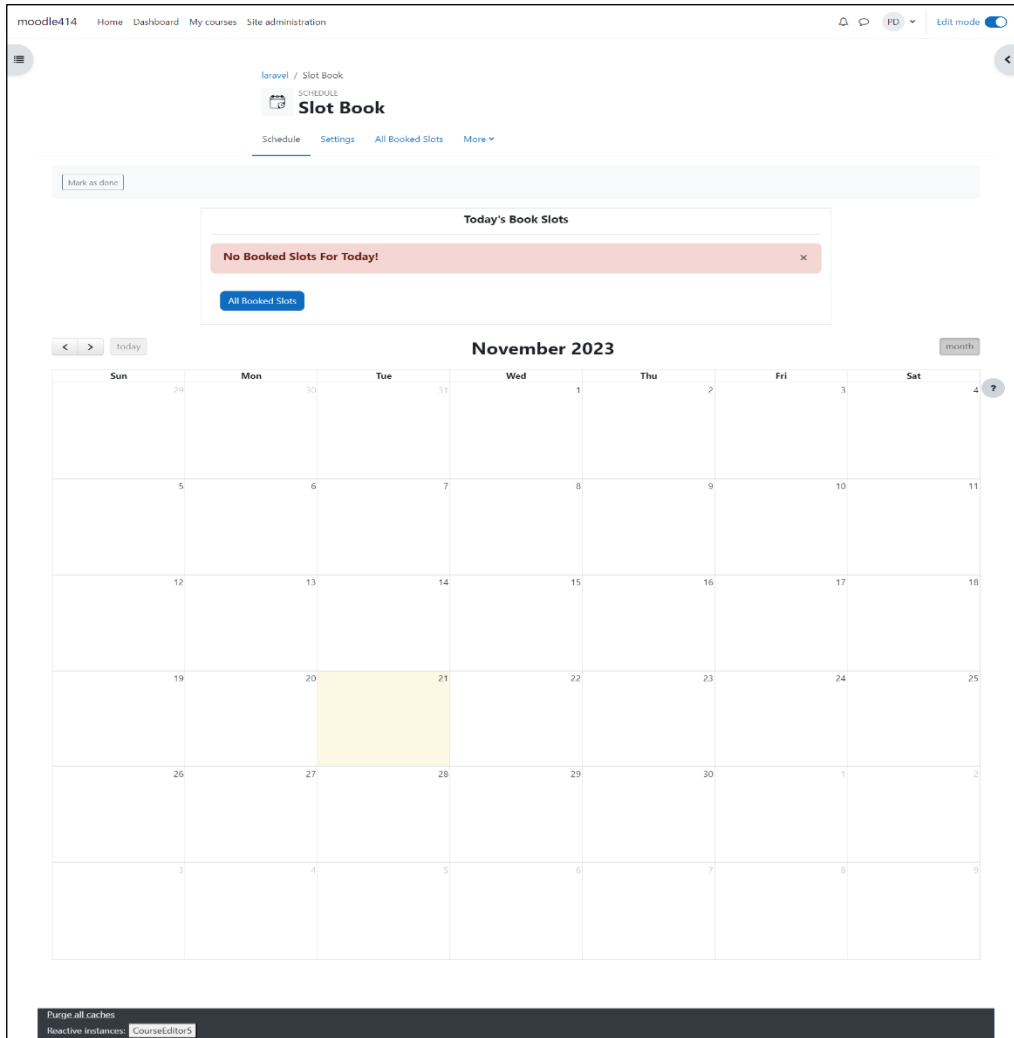 moodle414 Home Dashboard My courses Site administration PD Edit mode
laravel / Slot Book
SCHEDULE
Slot Book
Schedule Settings All Booked Slots More
Mark as done
Today's Book Slots
No Booked Slots For Today! ×
All Booked Slots
< > today November 2023 month
Sun Mon Tue Wed Thu Fri Sat
29 30 31 1 2 3 4 ?
5 6 7 8 9 10 11
12 13 14 15 16 17 18
19 20 21 22 23 24 25
26 27 28 29 30 1 2
3 4 5 6 7 8 9
Purge all caches
Reactive instances: CourseEditor5